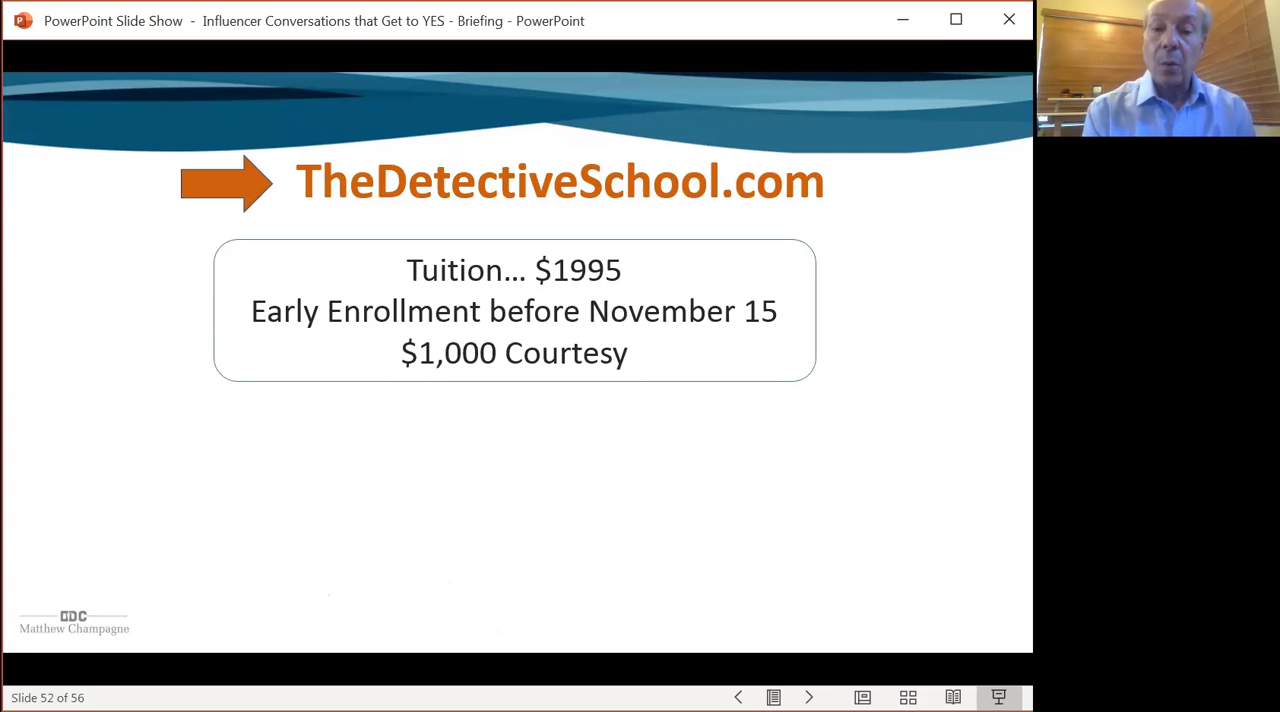 PowerPoint Slide Show - Influencer Conversations that Get to YES - Briefing - PowerPoint
TheDetectiveSchool.com
Tuition... $1995
Early Enrollment before November 15
$1,000 Courtesy
Matthew Champagne
Slide 52 of 56